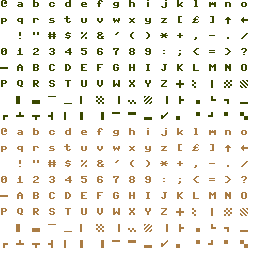 @ a b c d e f g h i j k l m n o
p q r s t u v w x y z [ £ ] ↑ ←
! " # $ % & ' ( ) * + , - . /
0 1 2 3 4 5 6 7 8 9 : ; < = > ?
─ A B C D E F G H I J K L M N O
P Q R S T U V W X Y Z
@ a b c d e f g h i j k l m n o
p q r s t u v w x y z [ £ ] ↑ ←
! " # $ % & ' ( ) * + , - . /
0 1 2 3 4 5 6 7 8 9 : ; < = > ?
─ A B C D E F G H I J K L M N O
P Q R S T U V W X Y Z